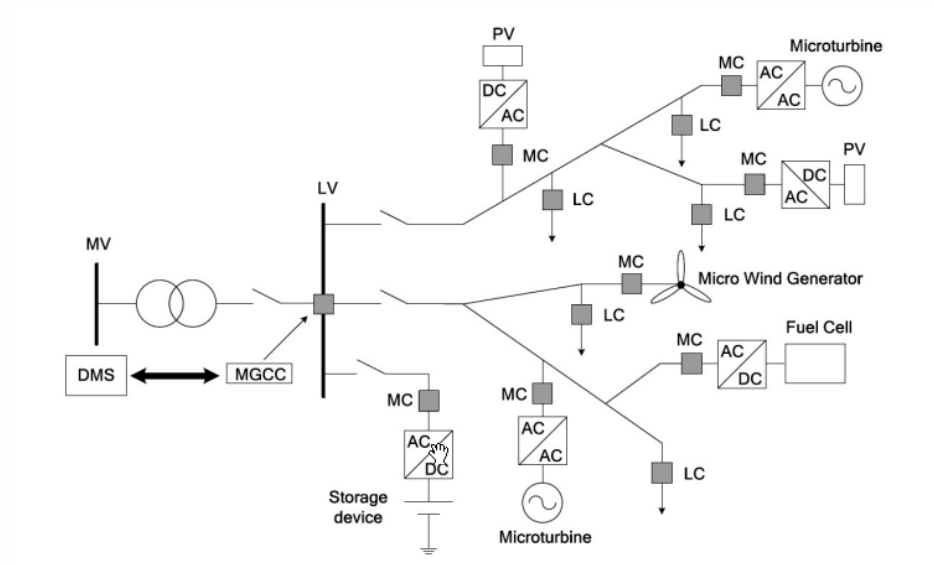 PV
Microturbine
MC
AC
AC
DC
AC
LC
MC
MC
PV
DC
AC
LV
LC
LC
MV
MC
Micro Wind Generator
LC
Fuel Cell
MC
AC
DC
DMS
MGCC
MC
MC
AC
DC
AC
AC
LC
Storage
device
Microturbine